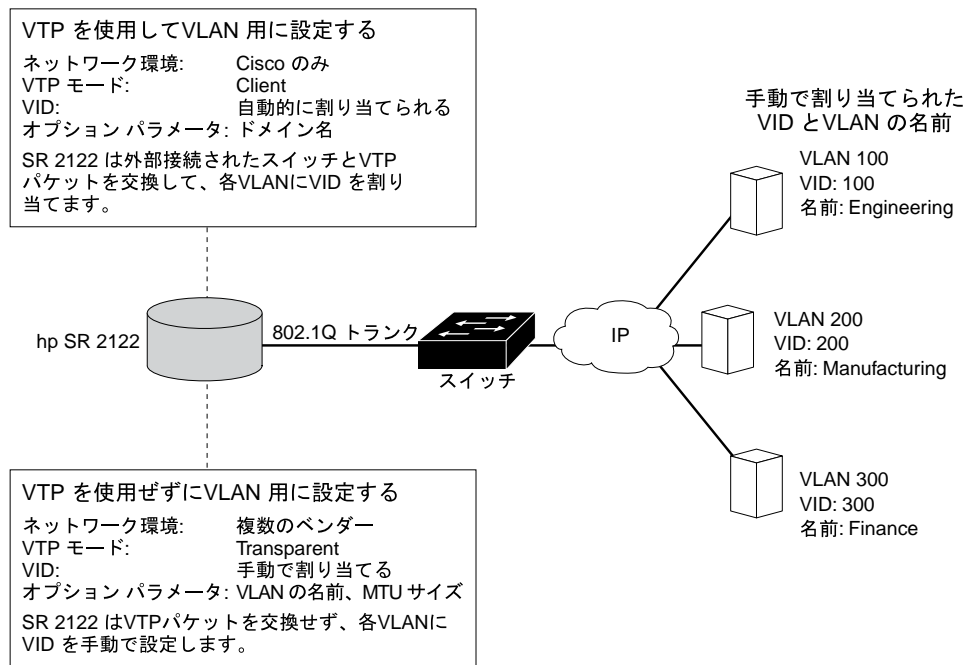 VTP を使用してVLAN 用に設定する
ネットワーク環境: Cisco のみ
VTP モード: Client
VID: 自動的に割り当てられる
オプション パラメータ: ドメイン名
SR 2122 は外部接続されたスイッチとVTP
パケットを交換して、各VLANにVID を割り
当てます。
手動で割り当てられた
VID とVLAN の名前
VLAN 100
VID: 100
名前: Engineering
hp SR 2122
802.1Q トランク
スイッチ
IP
VLAN 200
VID: 200
名前: Manufacturing
VLAN 300
VID: 300
名前: Finance
VTP を使用ぜずにVLAN 用に設定する
ネットワーク環境: 複数のベンダー
VTP モード: Transparent
VID: 手動で割り当てる
オプション パラメータ: VLAN の名前、MTU サイズ
SR 2122 はVTPパケットを交換せず、各VLANに
VID を手動で設定します。